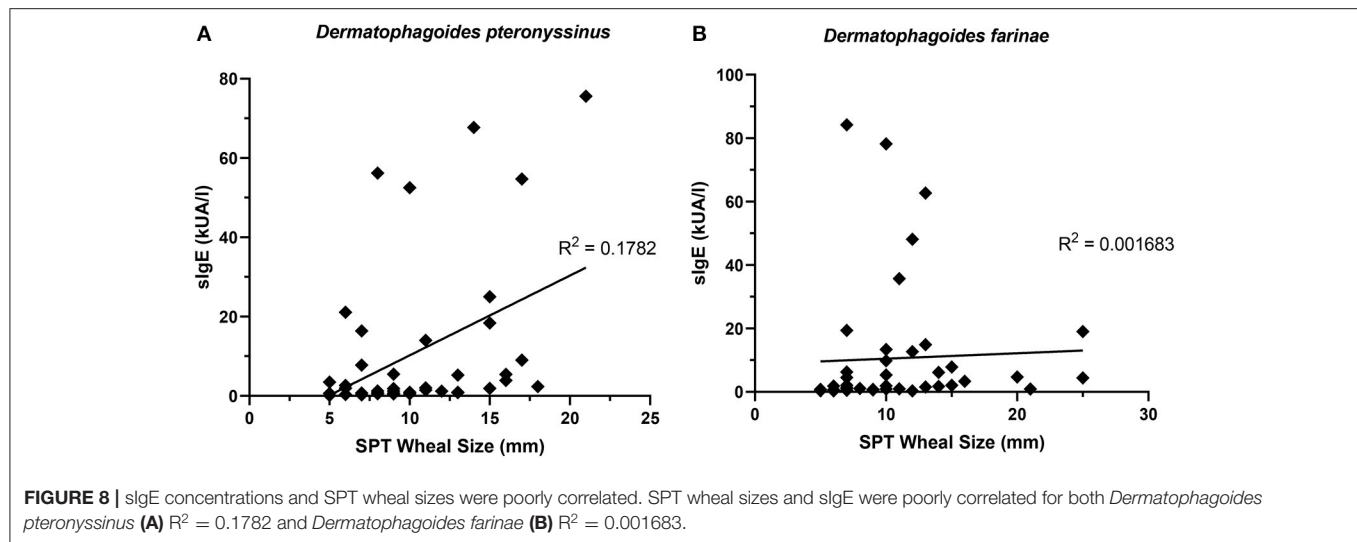 A
Dermatophagoides pteronyssinus
80
60
40
20
0
sIgE (kUA/l)
R² = 0.1782
0 5 10 15 20 25
SPT Wheal Size (mm)
B
Dermatophagoides farinae
100
80
60
40
20
0
sIgE (kUA/l)
R² = 0.001683
0 10 20 30
SPT Wheal Size (mm)
FIGURE 8 | sIgE concentrations and SPT wheal sizes were poorly correlated. SPT wheal sizes and sIgE were poorly correlated for both Dermatophagoides
pteronyssinus (A) R² = 0.1782 and Dermatophagoides farinae (B) R² = 0.001683.